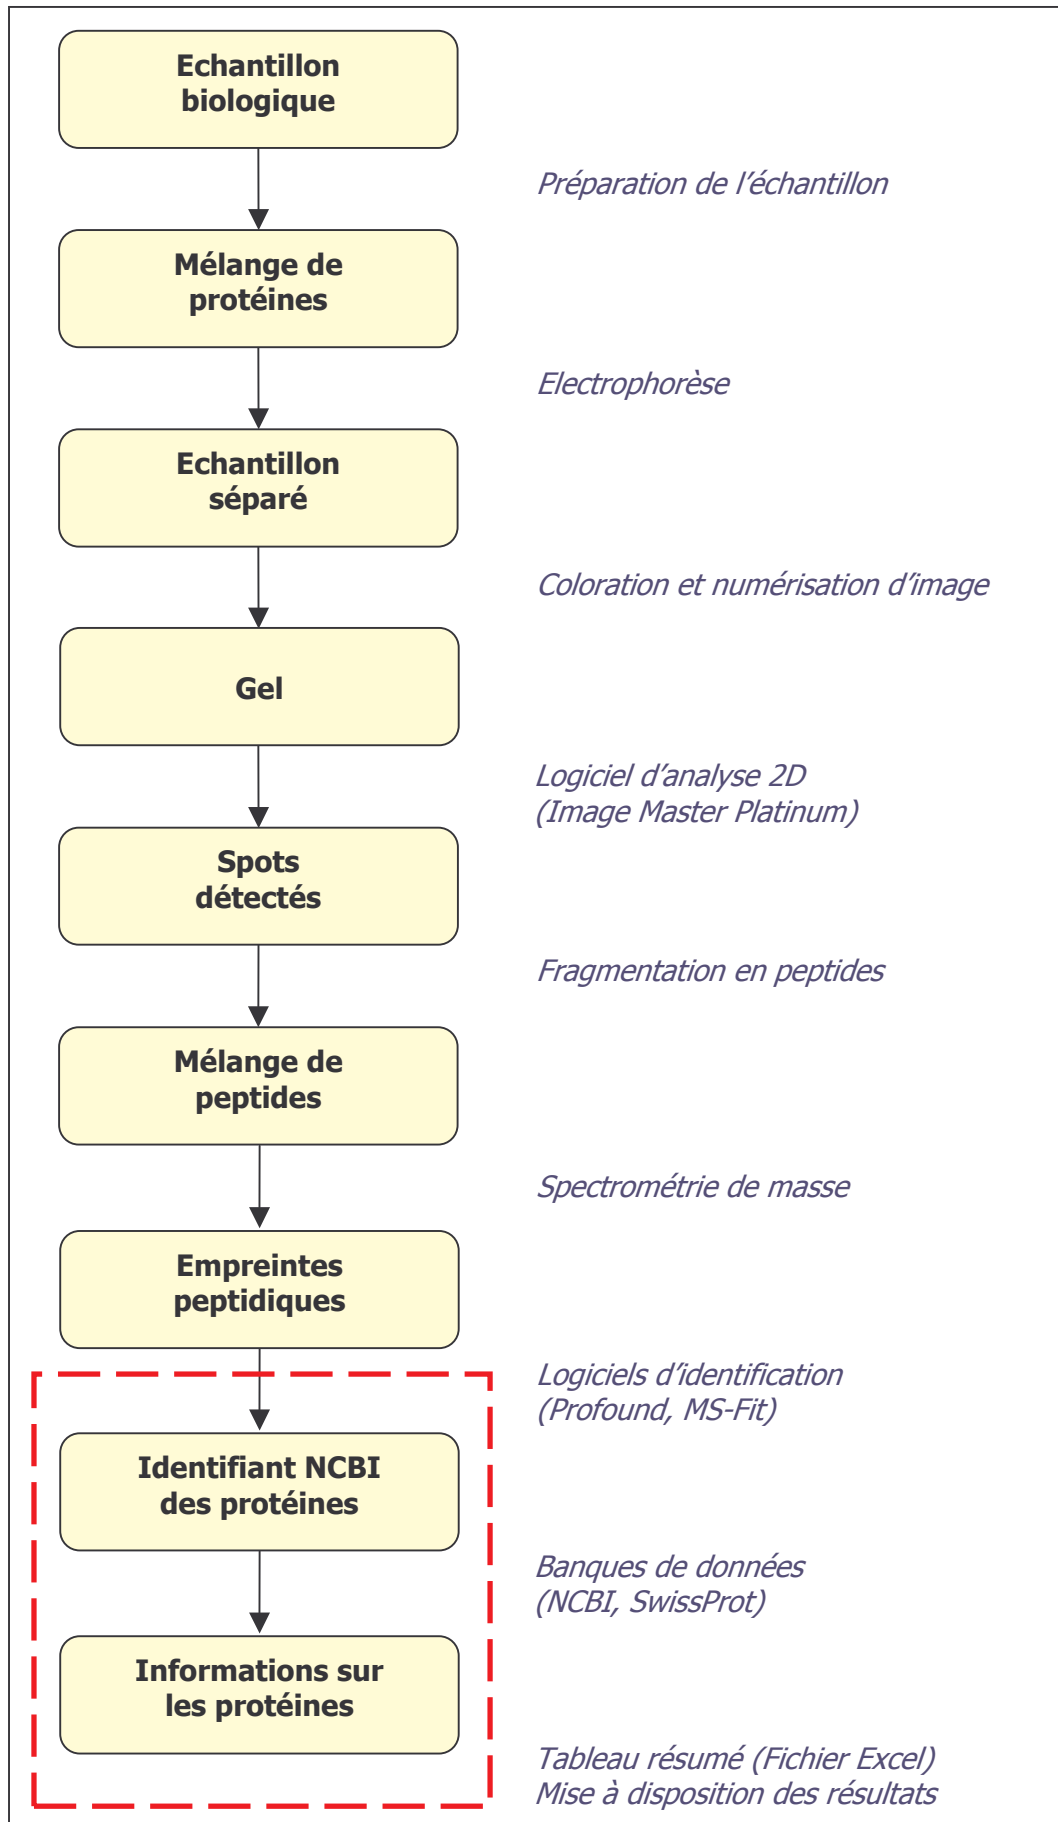 Echantillon
biologique
Préparation de l’échantillon
Mélange de
protéines
Electrophorèse
Echantillon
séparé
Coloration et numérisation d’image
Gel
Logiciel d’analyse 2D
(Image Master Platinum)
Spots
détectés
Fragmentation en peptides
Mélange de
peptides
Spectrométrie de masse
Empreintes
peptidiques
Logiciels d’identification
(Profound, MS-Fit)
Identifiant NCBI
des protéines
Banques de données
(NCBI, SwissProt)
Informations sur
les protéines
Tableau résumé (Fichier Excel)
Mise à disposition des résultats